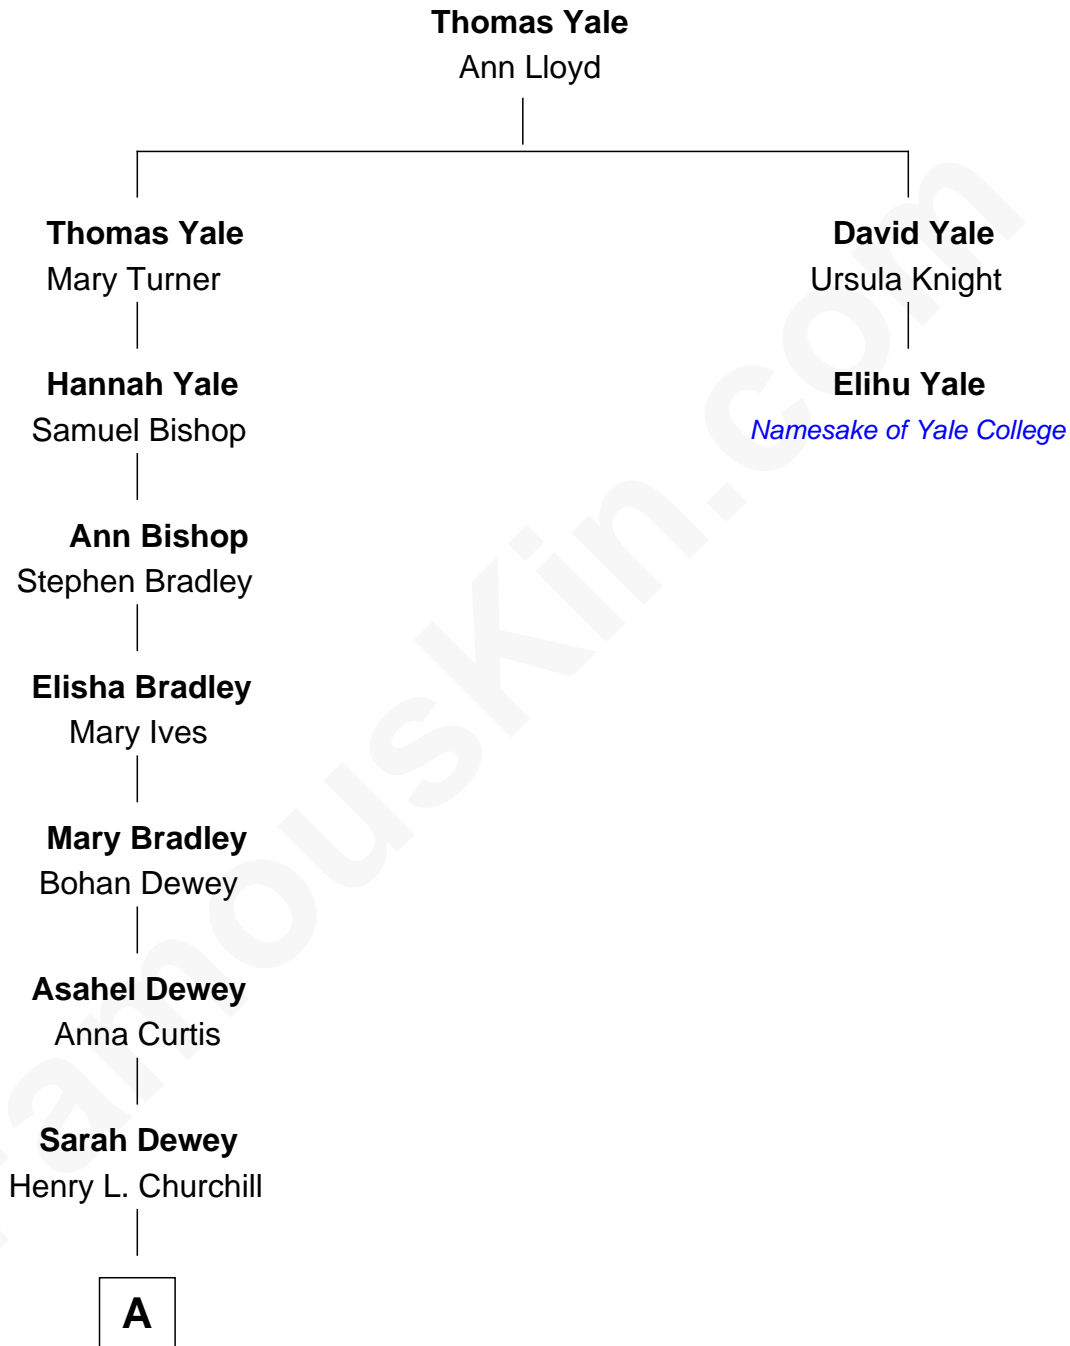 Thomas Yale
Ann Lloyd
Thomas Yale
David Yale
Mary Turner
Ursula Knight
Hannah Yale
Elihu Yale
Samuel Bishop
Namesake of Yale College
Ann Bishop
Stephen Bradley
Elisha Bradley
Mary Ives
Mary Bradley
Bohan Dewey
Asahel Dewey
Anna Curtis
Sarah Dewey
Henry L. Churchill
A
FamousKin.com